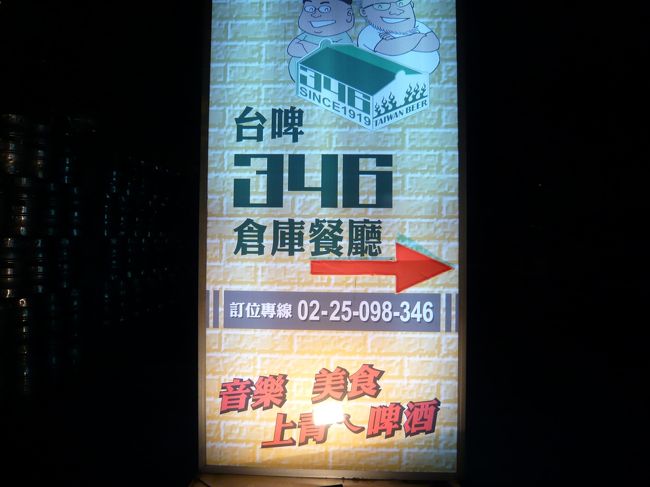 346
SINCE1919
TAIWAN BEER
台啤
346
倉庫餐廳
訂位專線 02-25-098-346
音樂 美食
上青ㄟ啤酒